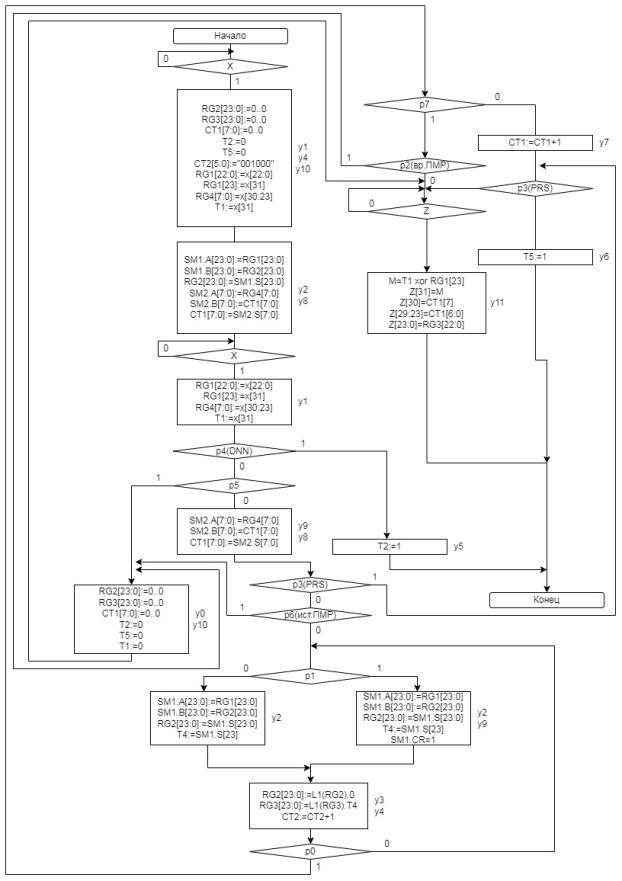 Начало
0
X
1
RG2[23:0]:=0..0
RG3[23:0]:=0..0
CT1[7:0]:=0..0
T2:=0
T5:=0
CT2[5:0]:="001000"
RG1[22:0]:=x[22:0]
RG1[23]:=x[31]
RG4[7:0]:=x[30:23]
T1:=x[31]
y1
y4
y10
SM1.A[23:0]:=RG1[23:0]
SM1.B[23:0]:=RG2[23:0]
RG2[23:0]:=SM1.S[23:0]
SM2.A[7:0]:=RG4[7:0]
SM2.B[7:0]:=CT1[7:0]
CT1[7:0]:=SM2.S[7:0]
y2
y8
0
X
1
RG1[22:0]:=x[22:0]
RG1[23]:=x[31]
RG4[7:0]:=x[30:23]
T1:=x[31]
y1
p4(DNN)
1
0
1
p5
0
SM2.A[7:0]:=RG4[7:0]
SM2.B[7:0]:=CT1[7:0]
CT1[7:0]:=SM2.S[7:0]
y9
y8
T2:=1
y5
p3(PRS)
1
0
RG2[23:0]:=0..0
RG3[23:0]:=0..0
CT1[7:0]:=0..0
T2:=0
T5:=0
T1:=0
y0
y10
1
p6(ист.ПМР)
0
0
p1
1
SM1.A[23:0]:=RG1[23:0]
SM1.B[23:0]:=RG2[23:0]
RG2[23:0]:=SM1.S[23:0]
T4:=SM1.S[23]
y2
SM1.A[23:0]:=RG1[23:0]
SM1.B[23:0]:=RG2[23:0]
RG2[23:0]:=SM1.S[23:0]
T4:=SM1.S[23]
SM1.CR=1
y2
y9
RG2[23:0]:=L1(RG2).0
RG3[23:0]:=L1(RG3).T4
CT2:=CT2+1
y3
y4
p0
0
1
p7
0
1
CT1:=CT1+1
y7
1
p2(вр.ПМР)
0
p3(PRS)
0
Z
T5:=1
y6
M=T1 xor RG1[23]
Z[31]=M
Z[30]=CT1[7]
Z[29:23]=CT1[6:0]
Z[23:0]=RG3[22:0]
y11
Конец